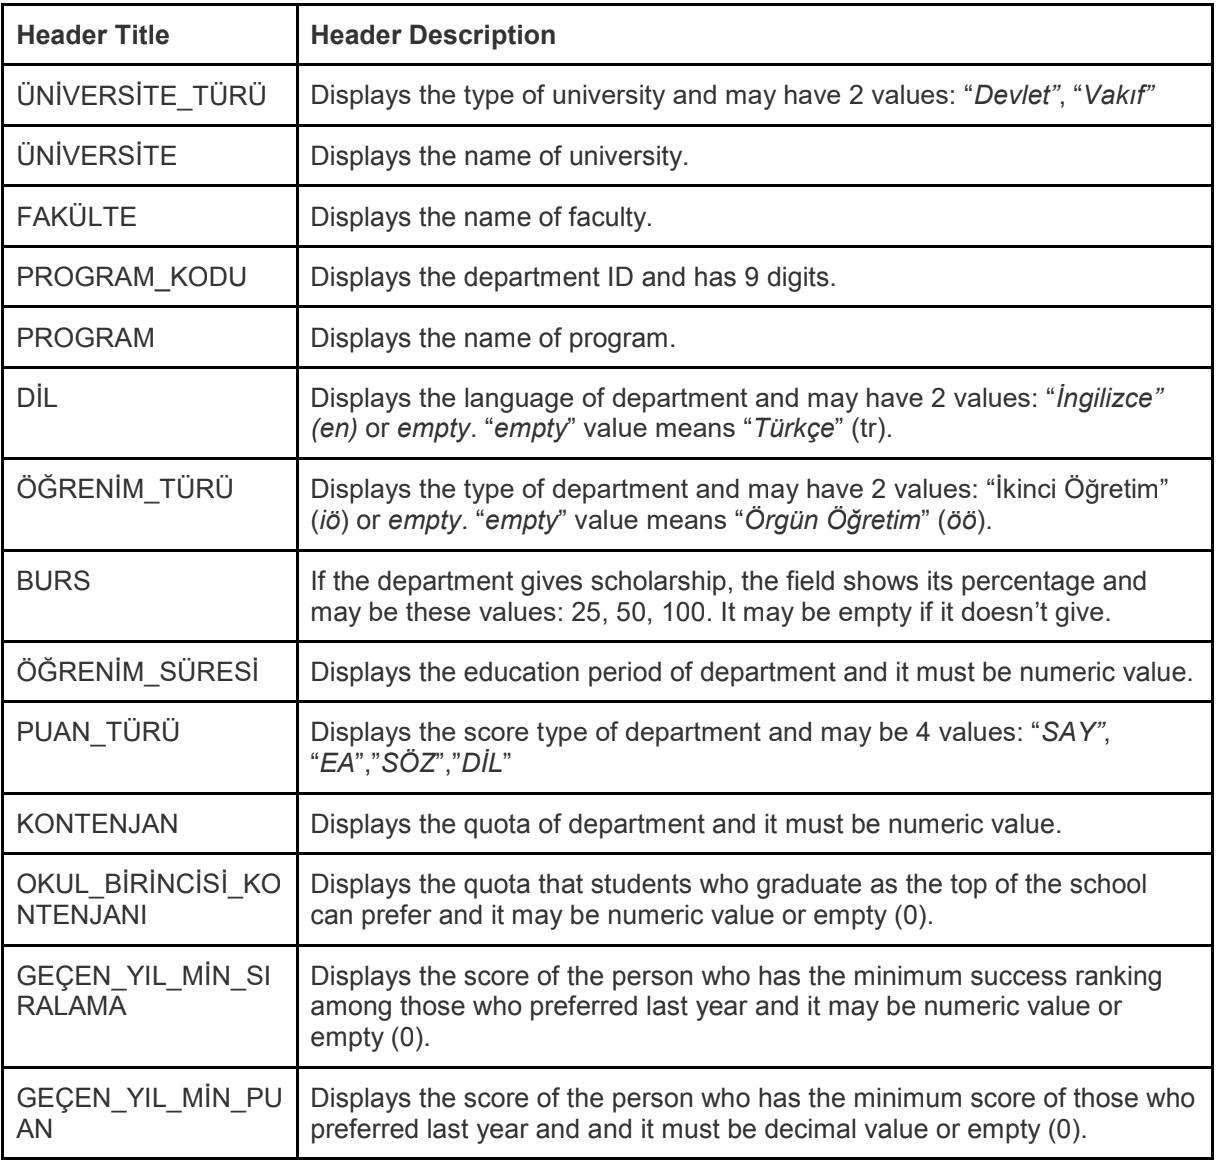 Header Title
Header Description
ÜNİVERSİTE_TÜRÜ
Displays the type of university and may have 2 values: “Devlet”, “Vakıf”
ÜNİVERSİTE
Displays the name of university.
FAKÜLTE
Displays the name of faculty.
PROGRAM_KODU
Displays the department ID and has 9 digits.
PROGRAM
Displays the name of program.
DİL
Displays the language of department and may have 2 values: “İngilizce”
(en) or empty. “empty” value means “Türkçe” (tr).
ÖĞRENİM_TÜRÜ
Displays the type of department and may have 2 values: “İkinci Öğretim”
(iö) or empty. “empty” value means “Örgün Öğretim” (öö).
BURS
If the department gives scholarship, the field shows its percentage and
may be these values: 25, 50, 100. It may be empty if it doesn’t give.
ÖĞRENİM_SÜRESİ
Displays the education period of department and it must be numeric value.
PUAN_TÜRÜ
Displays the score type of department and may be 4 values: “SAY”,
“EA”,”SÖZ”,”DİL”
KONTENJAN
Displays the quota of department and it must be numeric value.
OKUL_BİRİNCİSİ_KO
NTENJANI
Displays the quota that students who graduate as the top of the school
can prefer and it may be numeric value or empty (0).
GEÇEN_YIL_MİN_SI
RALAMA
Displays the score of the person who has the minimum success ranking
among those who preferred last year and it may be numeric value or
empty (0).
GEÇEN_YIL_MİN_PU
AN
Displays the score of the person who has the minimum score of those who
preferred last year and and it must be decimal value or empty (0).